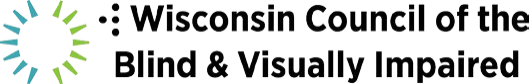 Wisconsin Council of the
Blind & Visually Impaired